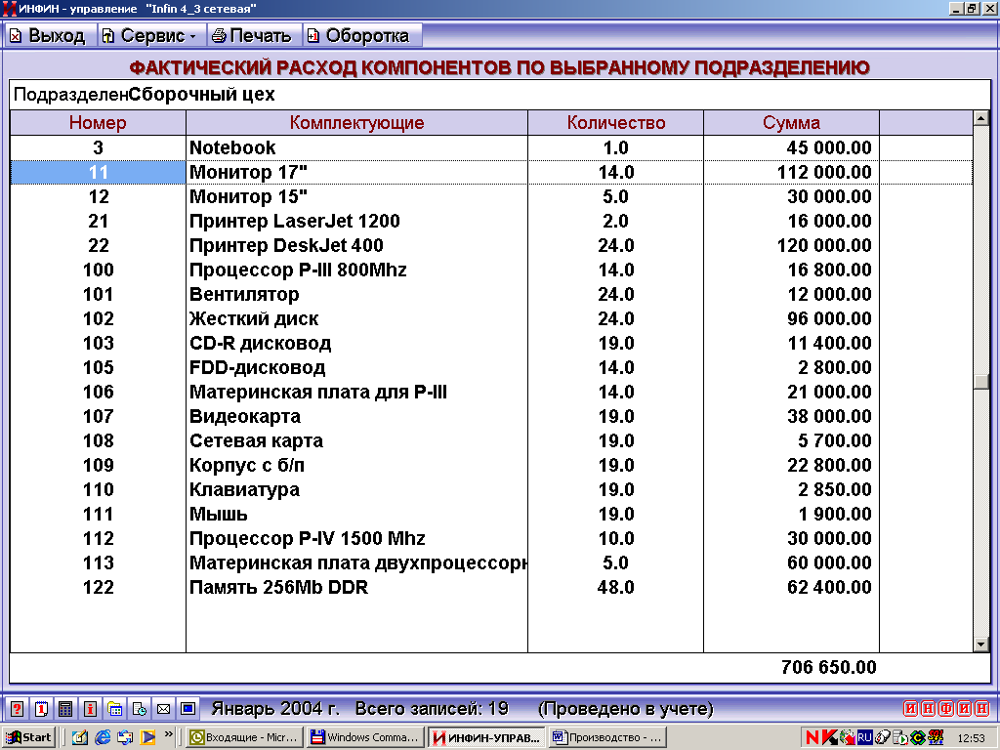 ИНФИН - управление "Infin 4_3 сетевая"
Выход Сервис Печать Оборотка
ФАКТИЧЕСКИЙ РАСХОД КОМПОНЕНТОВ ПО ВЫБРАННОМУ ПОДРАЗДЕЛЕНИЮ
Подразделен Сборочный цех
Номер Комплектующие Количество Сумма
3 Notebook 1.0 45 000.00
11 Монитор 17" 14.0 112 000.00
12 Монитор 15" 5.0 30 000.00
21 Принтер LaserJet 1200 2.0 16 000.00
22 Принтер DeskJet 400 24.0 120 000.00
100 Процессор P-III 800Mhz 14.0 16 800.00
101 Вентилятор 24.0 12 000.00
102 Жесткий диск 24.0 96 000.00
103 CD-R дисковод 19.0 11 400.00
105 FDD-дисковод 14.0 2 800.00
106 Материнская плата для P-III 14.0 21 000.00
107 Видеокарта 19.0 38 000.00
108 Сетевая карта 19.0 5 700.00
109 Корпус с б/п 19.0 22 800.00
110 Клавиатура 19.0 2 850.00
111 Мышь 19.0 1 900.00
112 Процессор P-IV 1500 Mhz 10.0 30 000.00
113 Материнская плата двухпроцессорн 5.0 60 000.00
122 Память 256Mb DDR 48.0 62 400.00
706 650.00
Январь 2004 г. Всего записей: 19 (Проведено в учете) ИНФИН
Start » Входящие - Micr... Windows Comma... ИНФИН-УПРАВ... Производство - ... RU 12:53